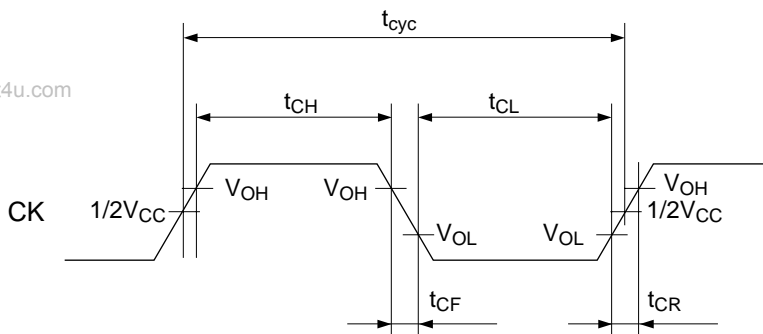 tcyc
4u.com
tCH
tCL
VOH
VOH
VOH
CK
1/2VCC
1/2VCC
VOL
VOL
tCF
tCR